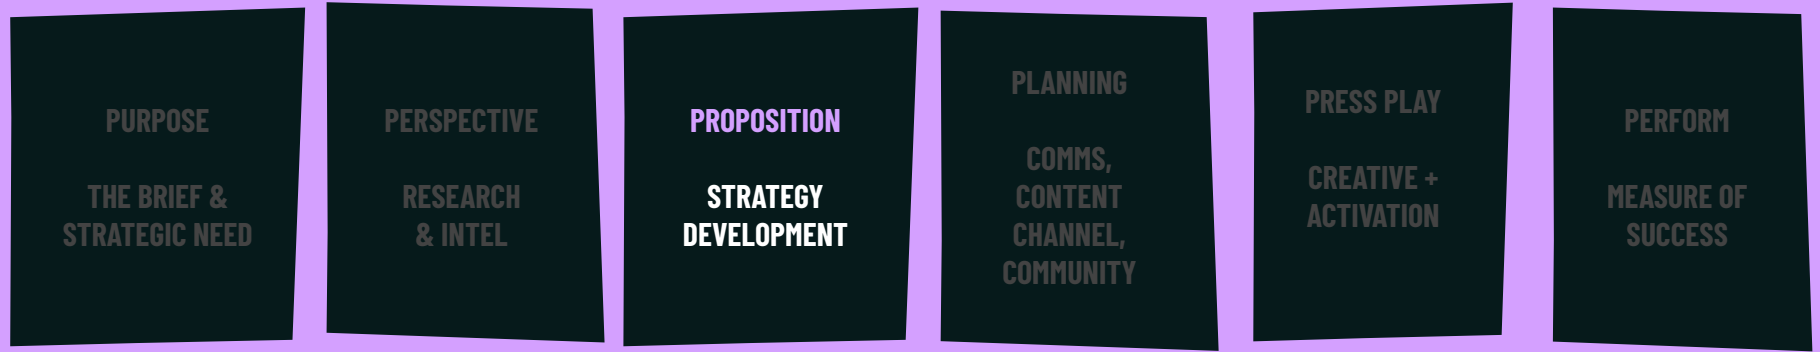 PURPOSE
THE BRIEF &
STRATEGIC NEED
PERSPECTIVE
RESEARCH
& INTEL
PROPOSITION
STRATEGY
DEVELOPMENT
PLANNING
COMMS,
CONTENT
CHANNEL,
COMMUNITY
PRESS PLAY
CREATIVE +
ACTIVATION
PERFORM
MEASURE OF
SUCCESS